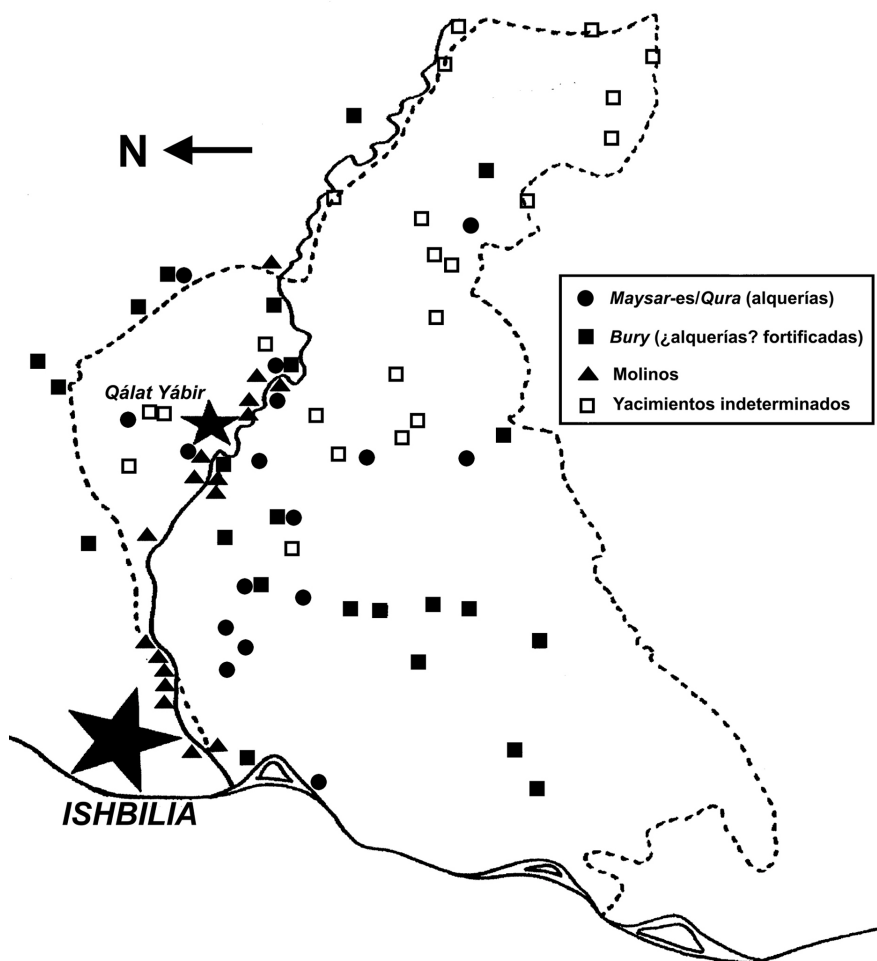 N
Maysar-es/Qura (alquerías)
Bury (¿alquerías? fortificadas)
Molinos
Yacimientos indeterminados
Qálat Yábir
ISHBILIA